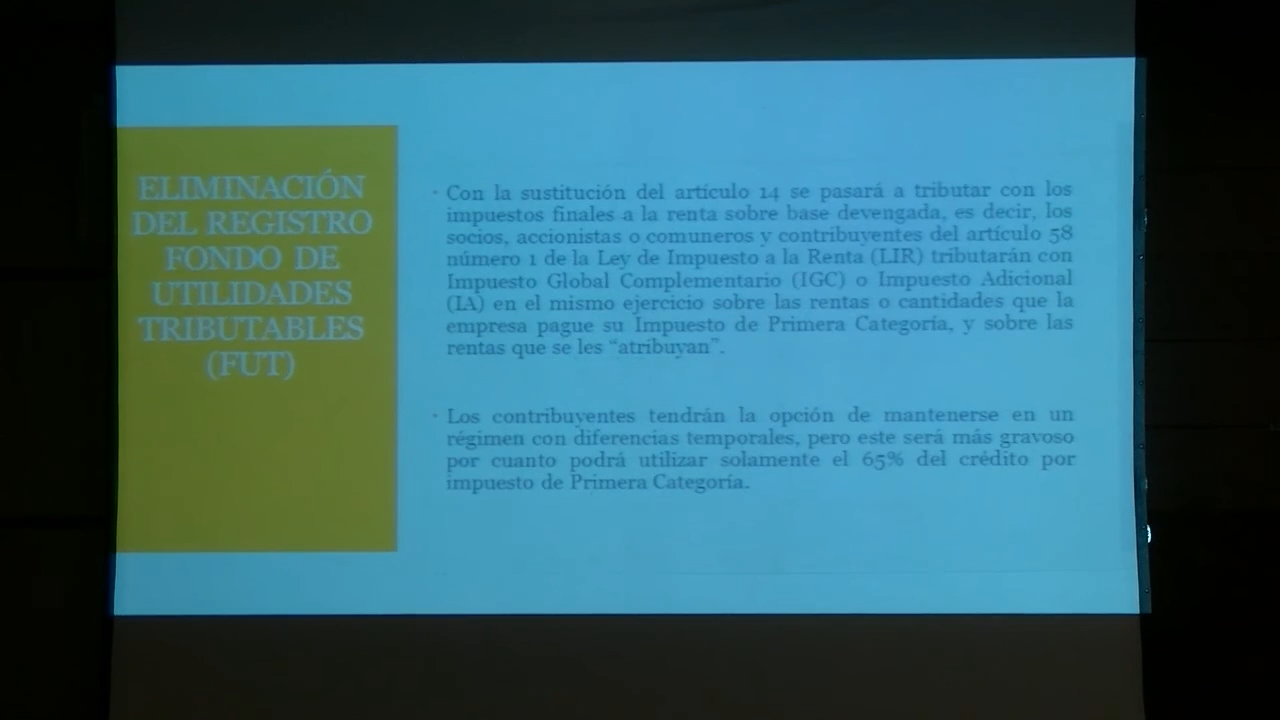 ELIMINACIÓN
DEL REGISTRO
FONDO DE
UTILIDADES
TRIBUTABLES
(FUT)
• Con la sustitución del artículo 14 se pasará a tributar con los
impuestos finales a la renta sobre base devengada, es decir, los
socios, accionistas o comuneros y contribuyentes del artículo 58
número 1 de la Ley de Impuesto a la Renta (LIR) tributarán con
Impuesto Global Complementario (IGC) o Impuesto Adicional
(IA) en el mismo ejercicio sobre las rentas o cantidades que la
empresa pague su Impuesto de Primera Categoría, y sobre las
rentas que se les “atribuyan”.
• Los contribuyentes tendrán la opción de mantenerse en un
régimen con diferencias temporales, pero este será más gravoso
por cuanto podrá utilizar solamente el 65% del crédito por
impuesto de Primera Categoría.